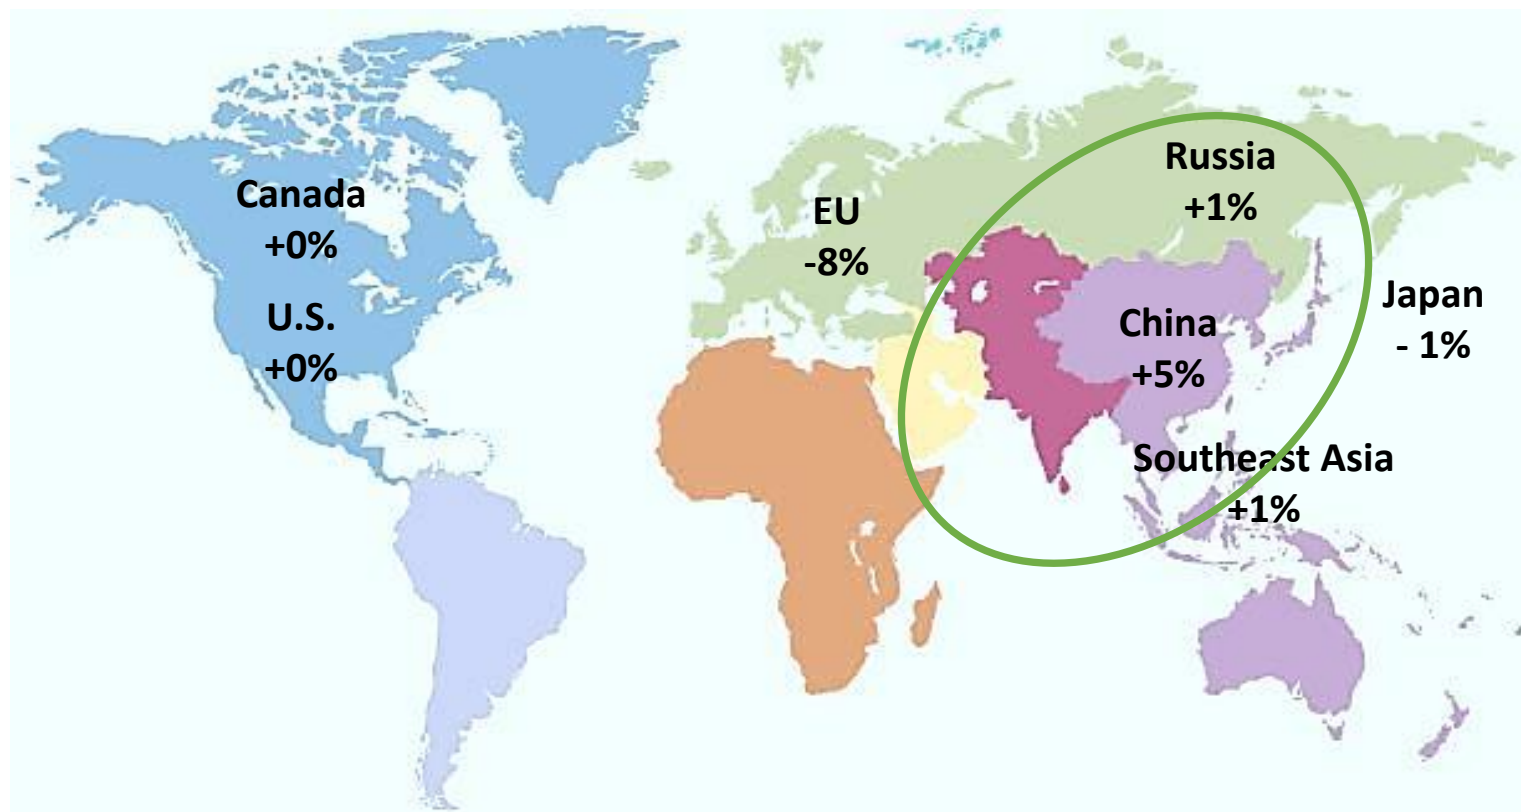 Canada
+0%
U.S.
+0%
EU
-8%
Russia
+1%
China
+5%
Japan
- 1%
Southeast Asia
+1%